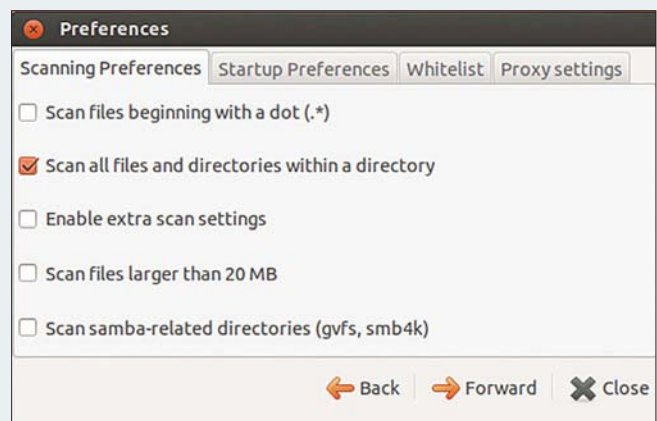 Preferences
Scanning Preferences Startup Preferences Whitelist Proxy settings
Scan files beginning with a dot (.*)
Scan all files and directories within a directory
Enable extra scan settings
Scan files larger than 20 MB
Scan samba-related directories (gvfs, smb4k)
Back Forward Close